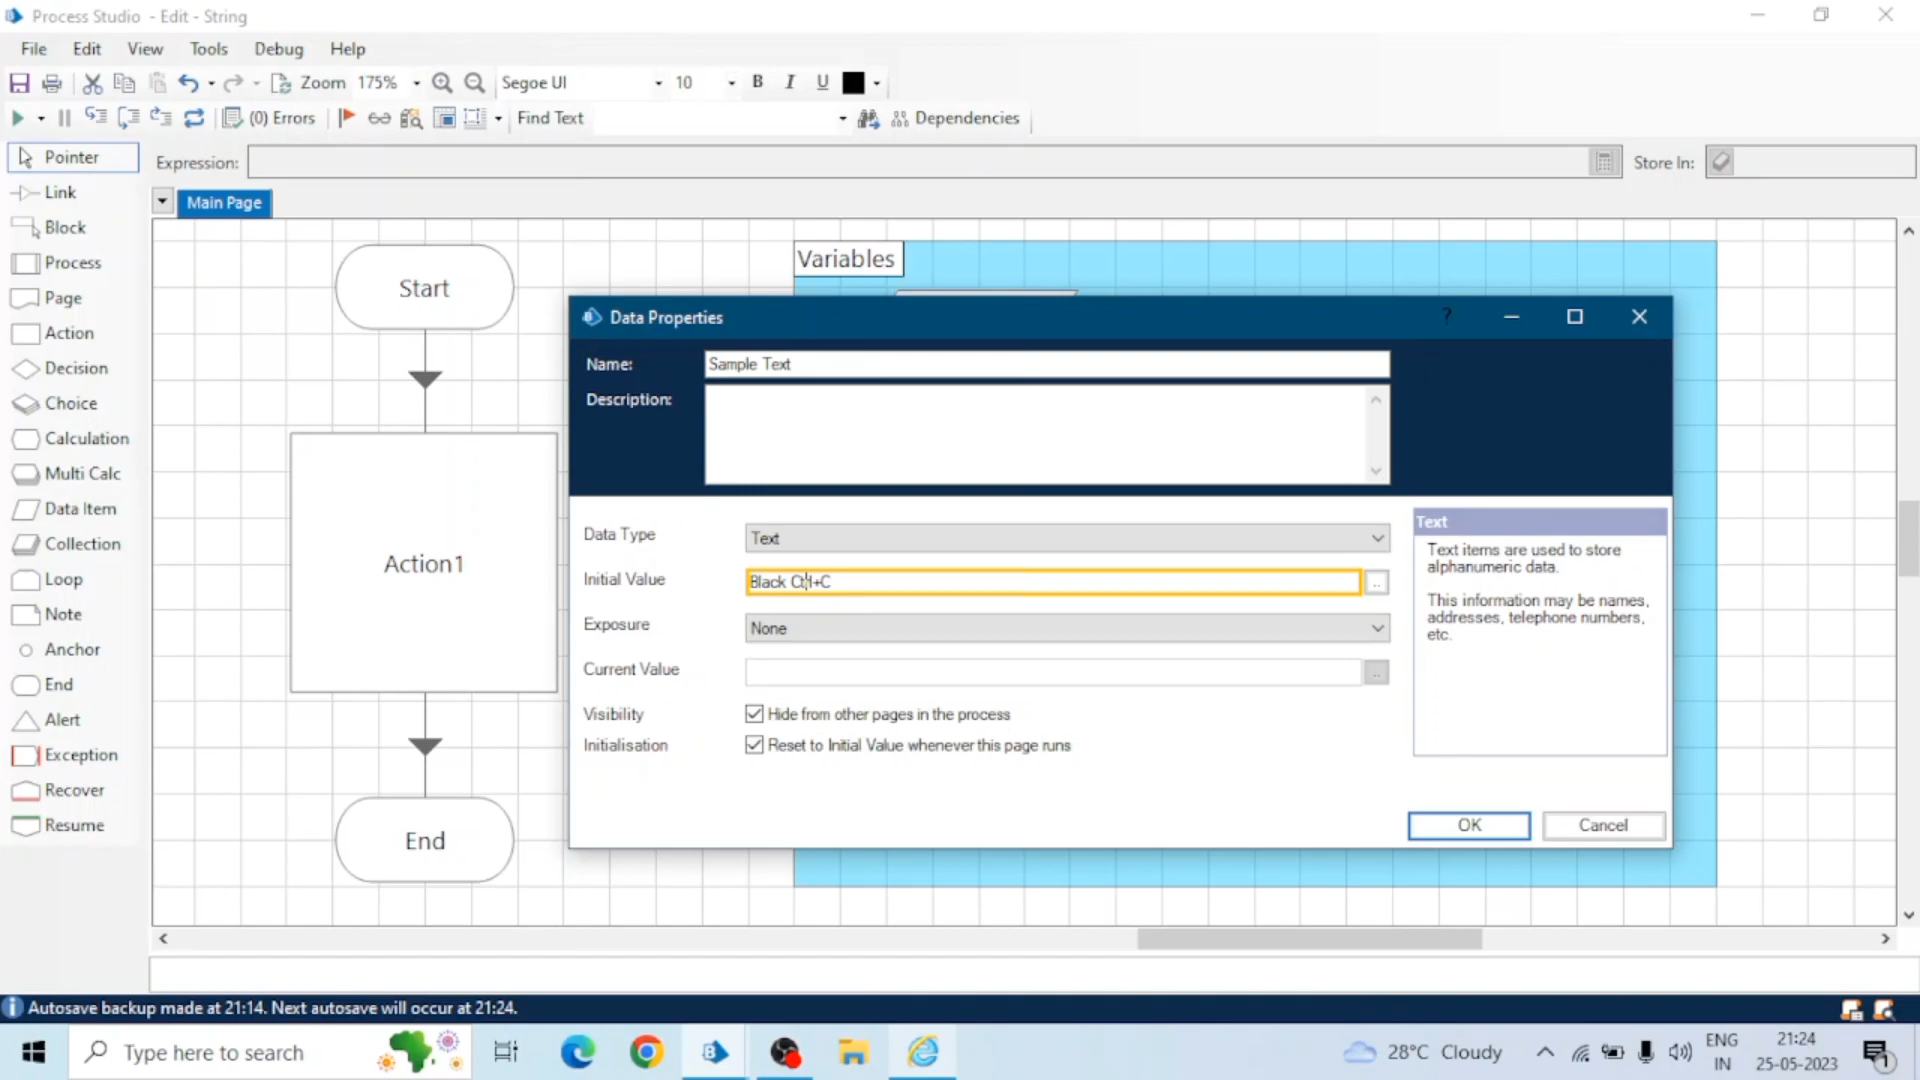 Process Studio - Edit - String
File Edit View Tools Debug Help
Zoom 175% Segoe UI 10 B I U
(0) Errors Find Text Dependencies
Pointer
Expression: Store In:
Link
Main Page
Block
Process
Page
Action
Decision
Choice
Calculation
Multi Calc
Data Item
Collection
Loop
Note
Anchor
End
Alert
Exception
Recover
Resume
Start
Action1
End
Variables
Data Properties ?
Name: Sample Text
Description:
Data Type Text
Initial Value Black Ctrl+C ..
Exposure None
Current Value ..
Visibility Hide from other pages in the process
Initialisation Reset to Initial Value whenever this page runs
Text
Text items are used to store
alphanumeric data.
This information may be names,
addresses, telephone numbers,
etc.
OK Cancel
Autosave backup made at 21:14. Next autosave will occur at 21:24.
Type here to search
28°C Cloudy
ENG
IN
21:24
25-05-2023
1